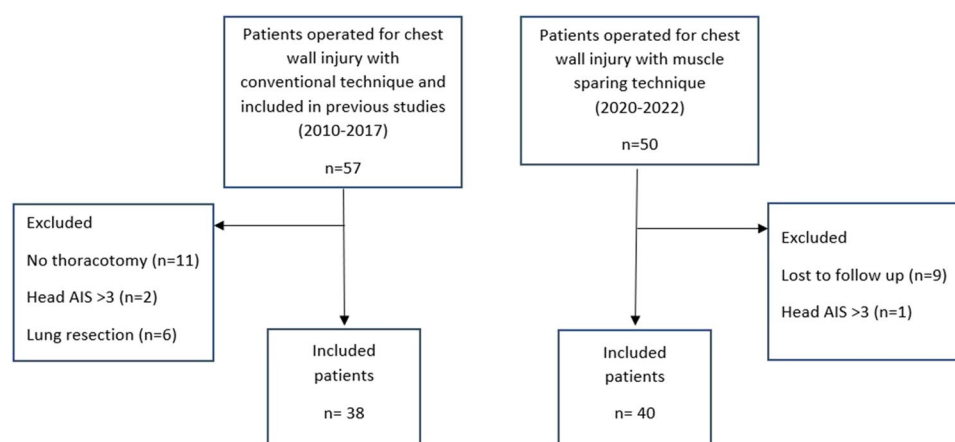 Patients operated for chest
wall injury with
conventional technique and
included in previous studies
(2010-2017)
n=57
Patients operated for chest
wall injury with muscle
sparing technique
(2020-2022)
n=50
Excluded
No thoracotomy (n=11)
Head AIS >3 (n=2)
Lung resection (n=6)
Excluded
Lost to follow up (n=9)
Head AIS >3 (n=1)
Included
patients
n= 38
Included
patients
n= 40